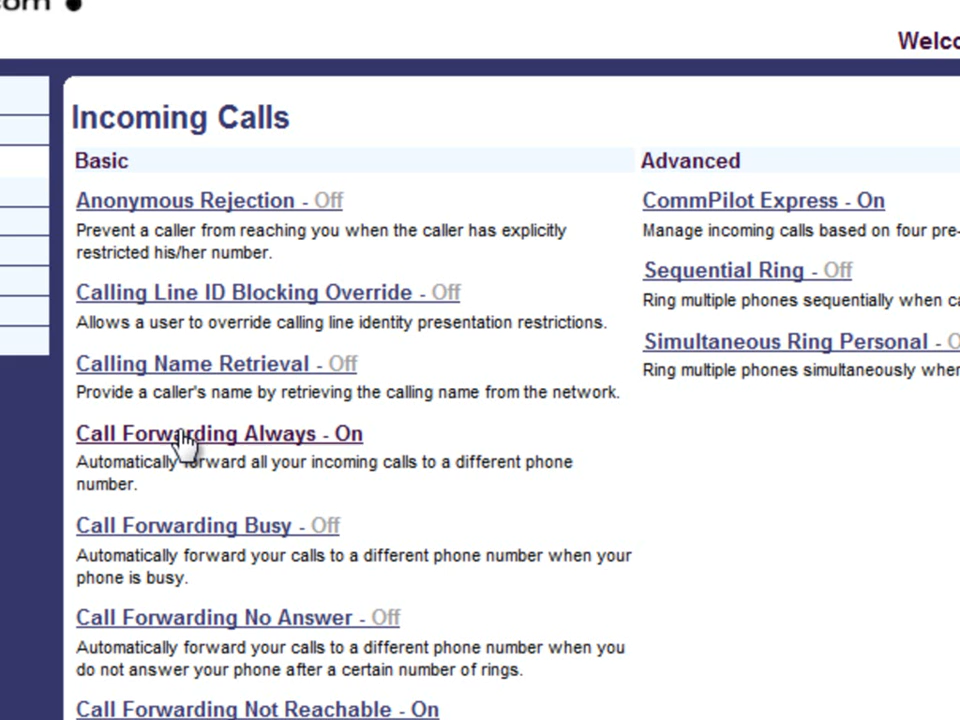 com
Welco
Incoming Calls
Basic
Anonymous Rejection - Off
Prevent a caller from reaching you when the caller has explicitly
restricted his/her number.
Calling Line ID Blocking Override - Off
Allows a user to override calling line identity presentation restrictions.
Calling Name Retrieval - Off
Provide a caller's name by retrieving the calling name from the network.
Call Forwarding Always - On
Automatically forward all your incoming calls to a different phone
number.
Call Forwarding Busy - Off
Automatically forward your calls to a different phone number when your
phone is busy.
Call Forwarding No Answer - Off
Automatically forward your calls to a different phone number when you
do not answer your phone after a certain number of rings.
Call Forwarding Not Reachable - On
Advanced
CommPilot Express - On
Manage incoming calls based on four pre-
Sequential Ring - Off
Ring multiple phones sequentially when ca
Simultaneous Ring Personal - O
Ring multiple phones simultaneously when